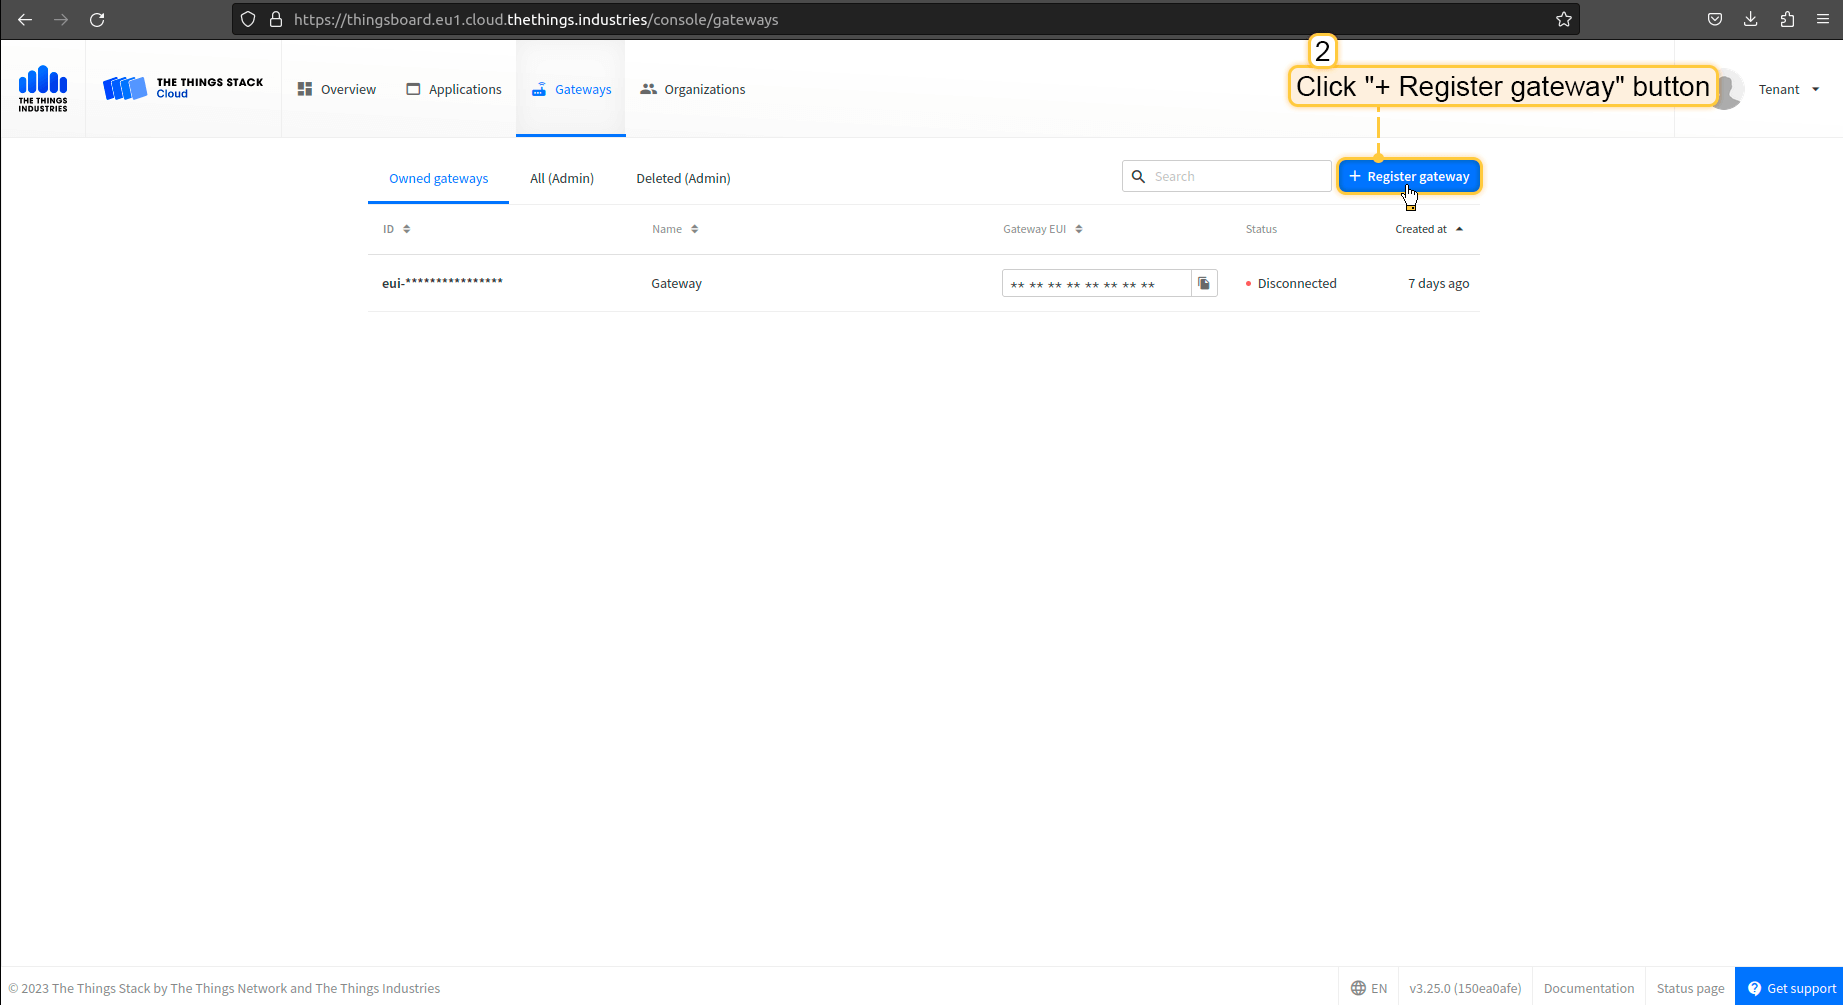 https://thingsboard.eu1.cloud.thethings.industries/console/gateways
2
Click "+ Register gateway" button
THE THINGS
INDUSTRIES
THE THINGS STACK
Cloud
Overview
Applications
Gateways
Organizations
Tenant
Owned gateways
All (Admin)
Deleted (Admin)
Search
+ Register gateway
ID
Name
Gateway EUI
Status
Created at
eui-****************
Gateway
** ** ** ** ** ** ** **
Disconnected
7 days ago
© 2023 The Things Stack by The Things Network and The Things Industries
EN
v3.25.0 (150ea0afe)
Documentation
Status page
Get support